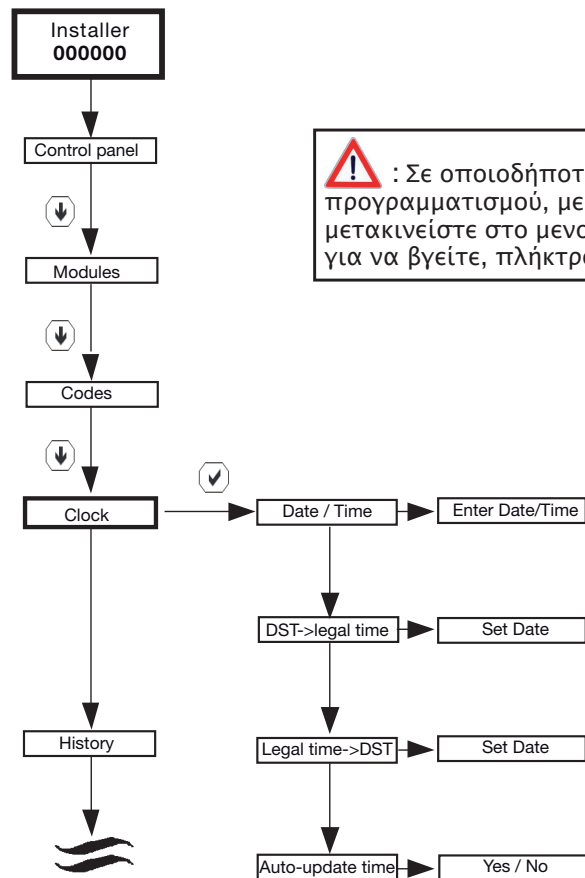 Installer
000000
Control panel
: Σε οποιοδήποτ
προγραμματισμού, με
μετακινείστε στο μενο
για να βγείτε, πλήκτρ
Modules
Codes
Clock
Date / Time
Enter Date/Time
DST->legal time
Set Date
History
Legal time->DST
Set Date
Auto-update time
Yes / No